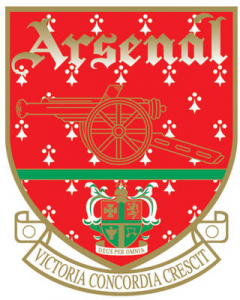 Arsenal
DEUS PER OMNIA
VICTORIA CONCORDIA CRESCIT